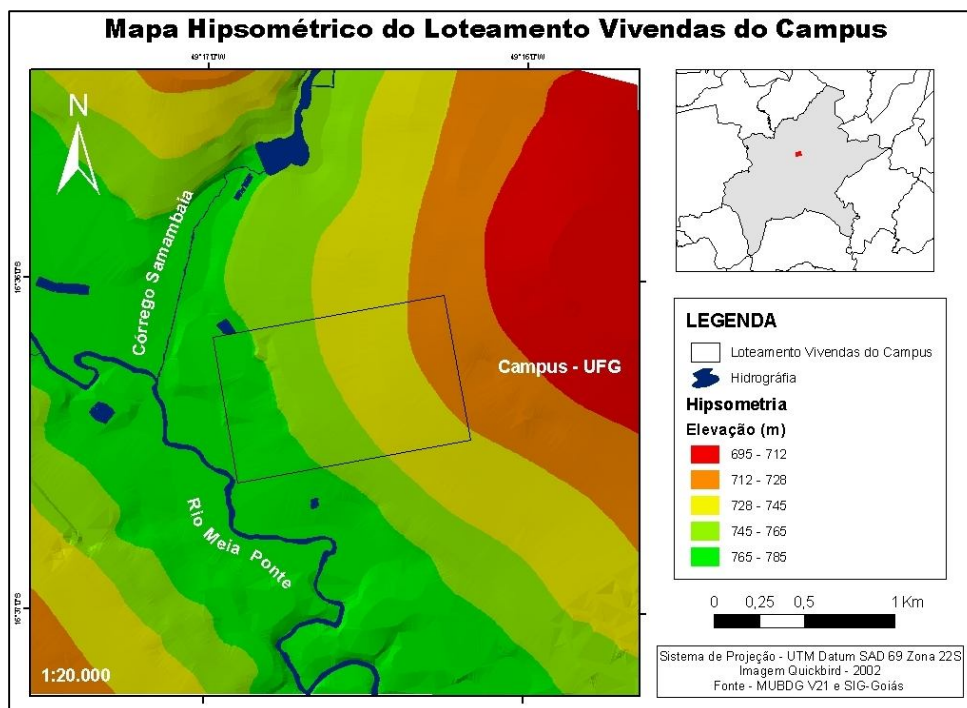 Mapa Hipsométrico do Loteamento Vivendas do Campus
N
Córrego Samambaia
Campus - UFG
Rio Meia Ponte
1:20.000
LEGENDA
Loteamento Vivendas do Campus
Hidrográfia
Hipsometria
Elevação (m)
695 - 712
712 - 728
728 - 745
745 - 765
765 - 785
0 0,25 0,5 1 Km
Sistema de Projeção - UTM Datum SAD 69 Zona 22S
Imagem Quickbird - 2002
Fonte - MUBDG V21 e SIG-Goiás